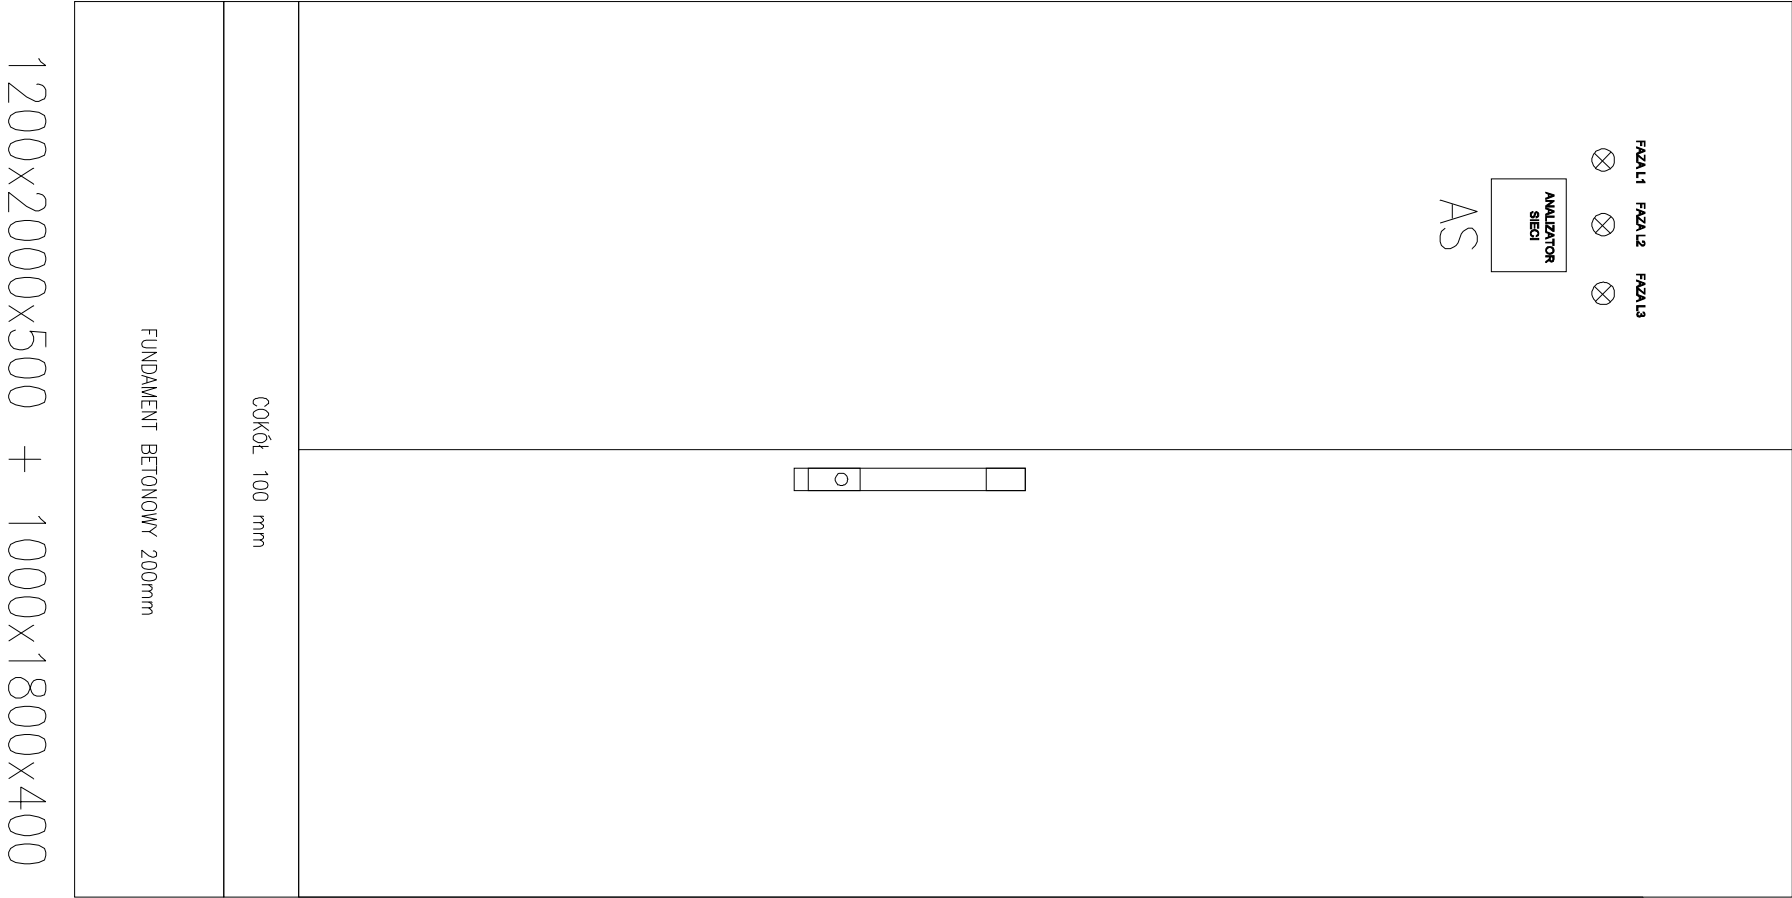 FAZA L1 FAZA L2 FAZA L3
ANALIZATOR
SIECI
AS
COKÓŁ 100 mm
FUNDAMENT BETONOWY 200mm
1200x2000x500 + 1000x1800x400